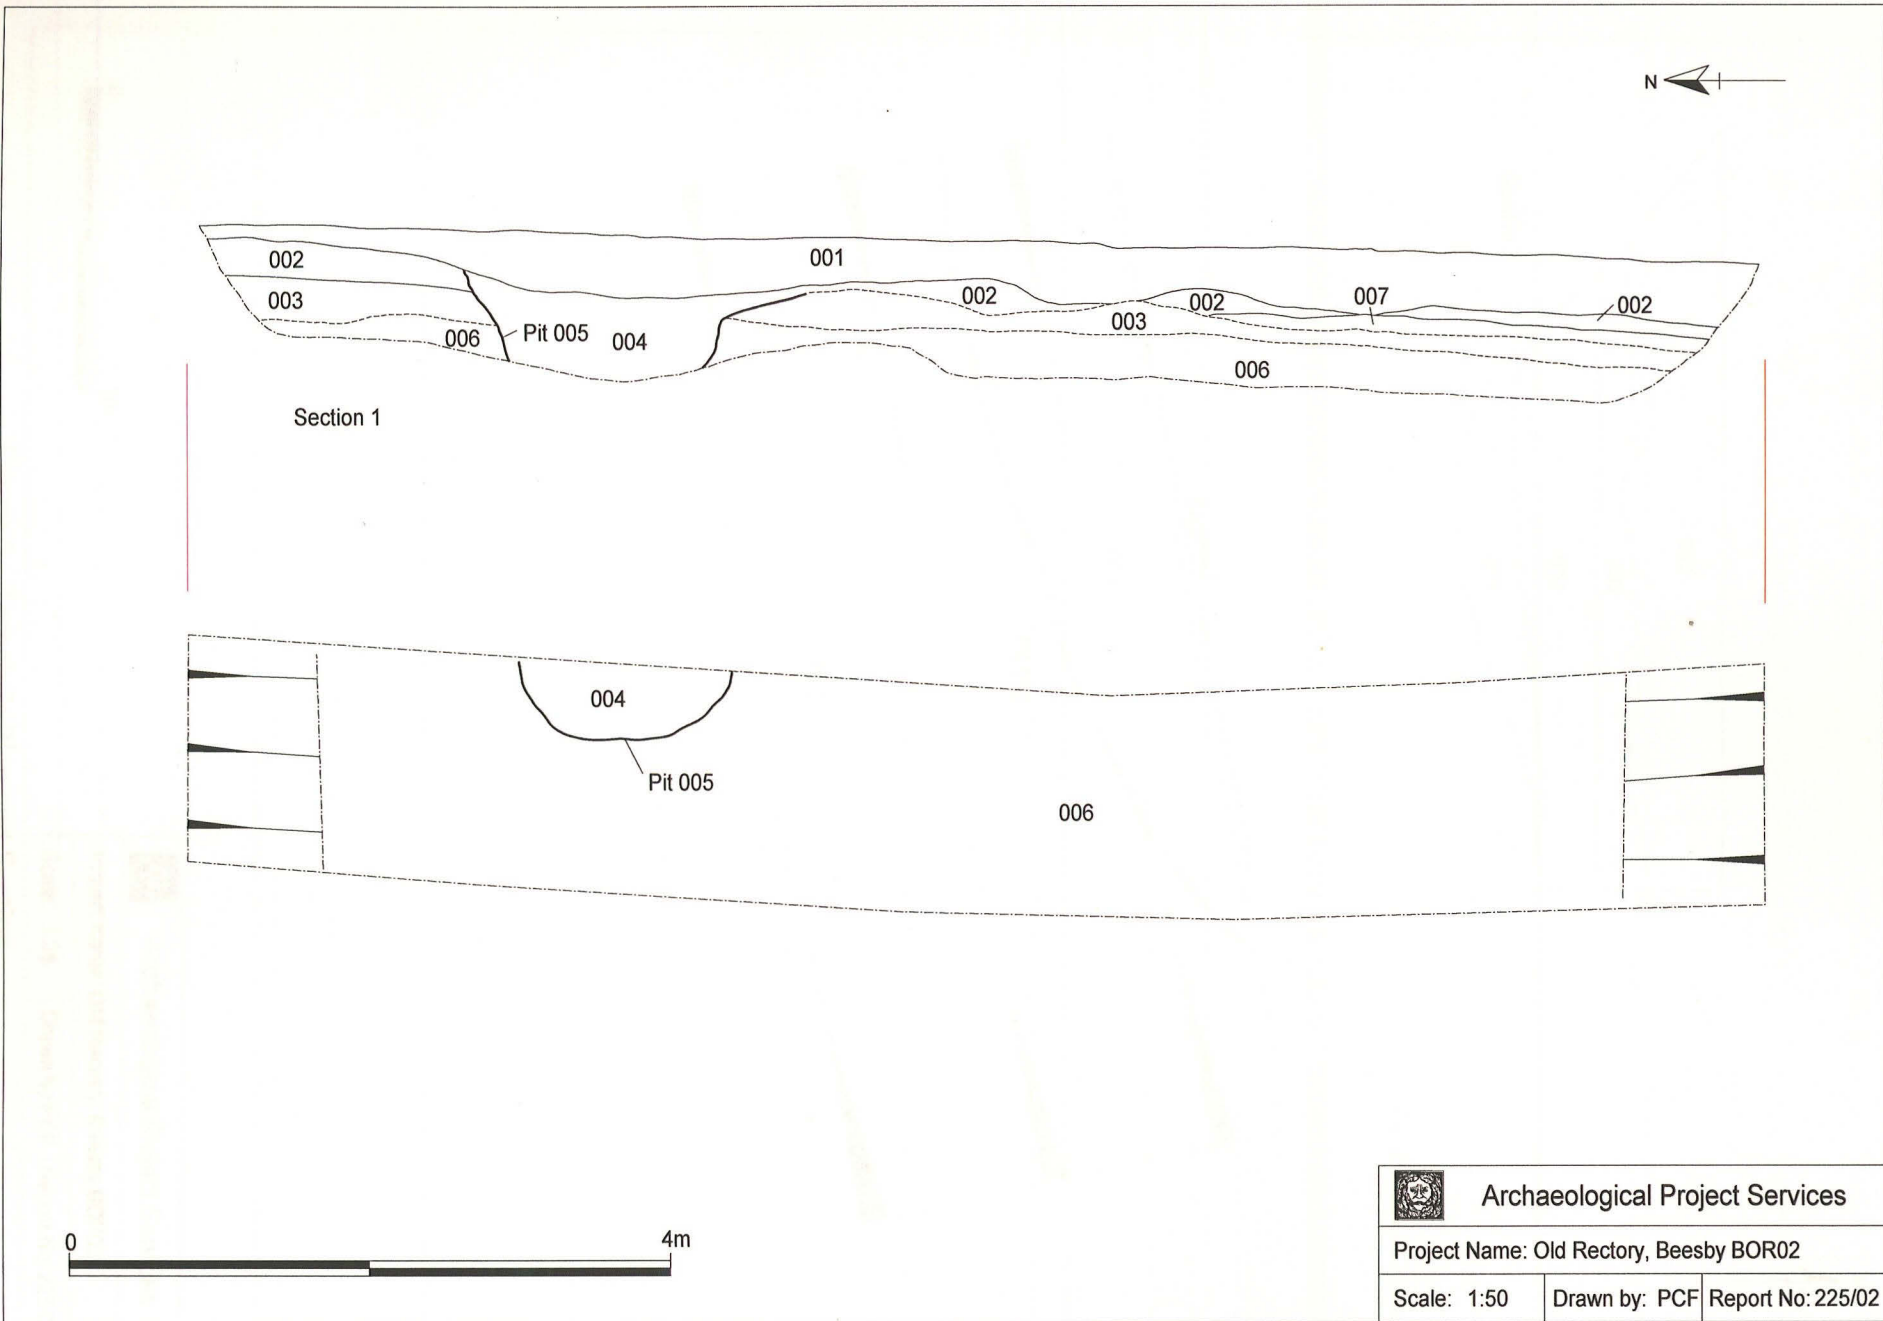 N
001
002
002
002
007
002
003
003
Pit 005
004
006
006
Section 1
004
Pit 005
006
0 4m
Archaeological Project Services
Project Name: Old Rectory, Beesby BOR02
Scale: 1:50 Drawn by: PCF Report No: 225/02